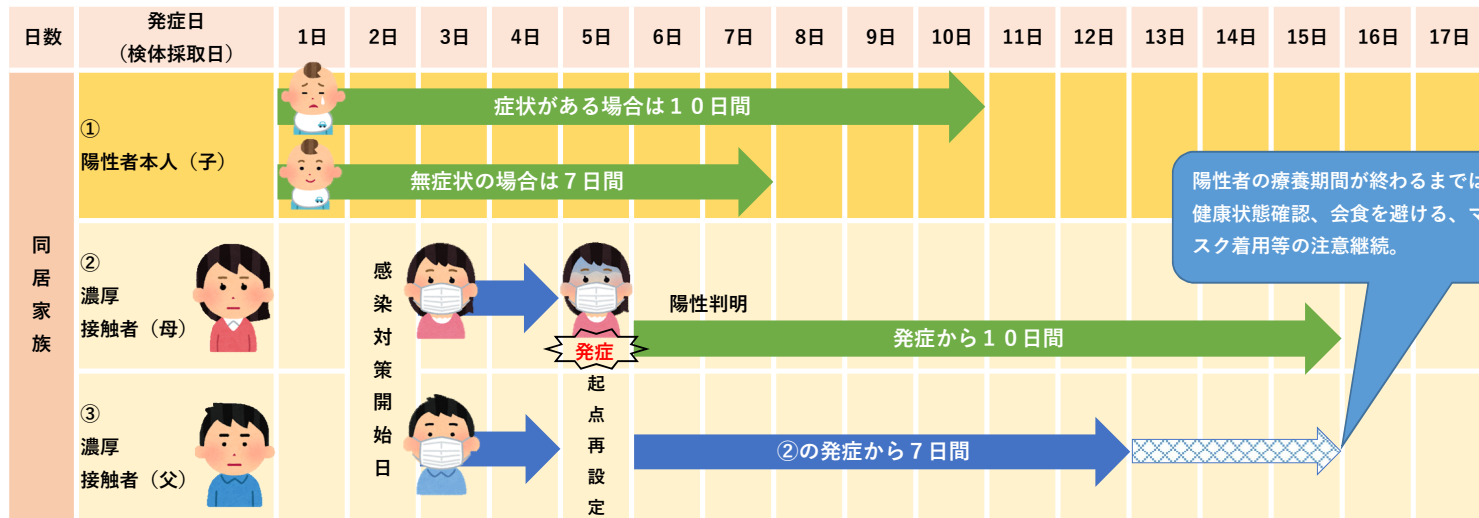 日数
発症日
（検体採取日）
1日
2日
3日
4日
5日
6日
7日
8日
9日
10日
11日
12日
13日
14日
15日
16日
17日
同居家族
①
陽性者本人（子）
症状がある場合は１０日間
無症状の場合は７日間
陽性者の療養期間が終わるまでは
健康状態確認、会食を避ける、マ
スク着用等の注意継続。
②
濃厚
接触者（母）
感染対策開始日
発症
陽性判明
発症から１０日間
③
濃厚
接触者（父）
起点再設定
②の発症から７日間